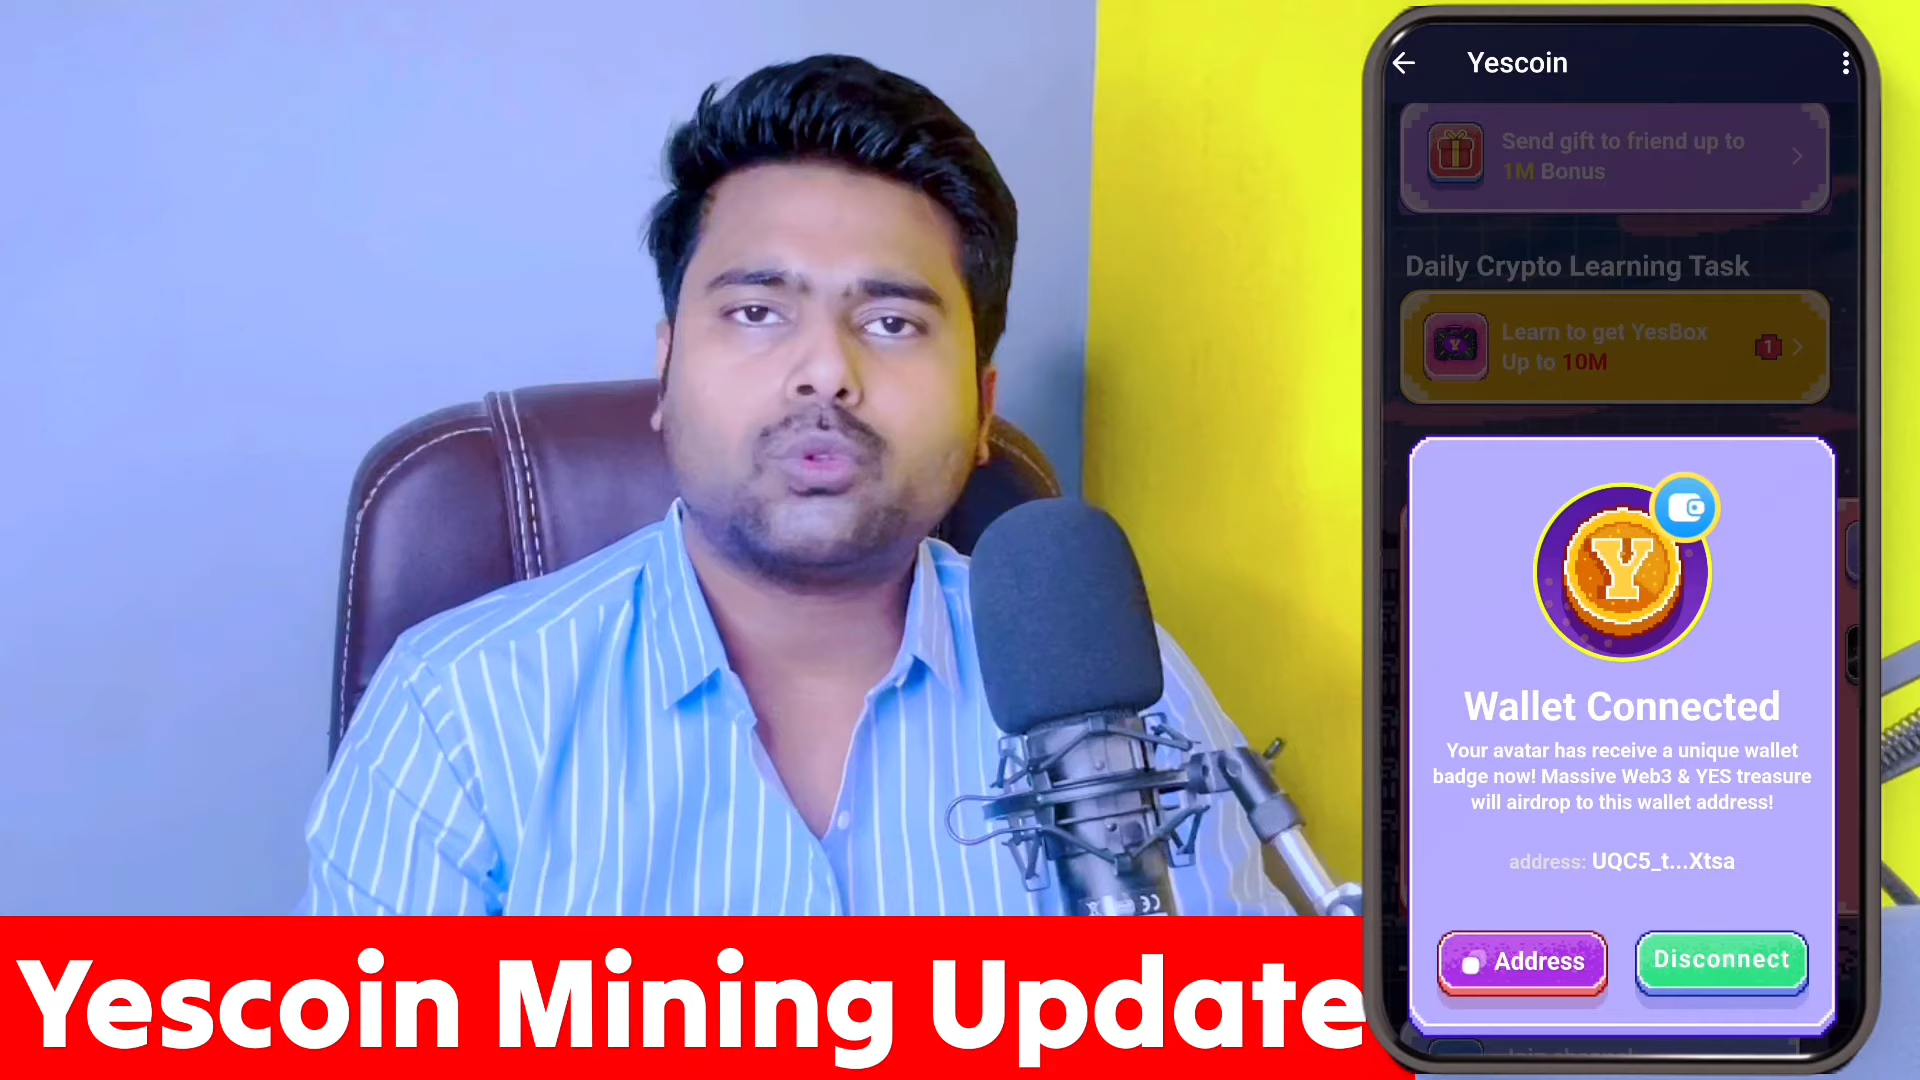 Yescoin
Send gift to friend up to
1M Bonus
Daily Crypto Learning Task
Learn to get YesBox
Up to 10M
1
Y
Wallet Connected
Your avatar has receive a unique wallet
badge now! Massive Web3 & YES treasure
will airdrop to this wallet address!
address: UQC5_t...Xtsa
Address
Disconnect
Yescoin Mining Update